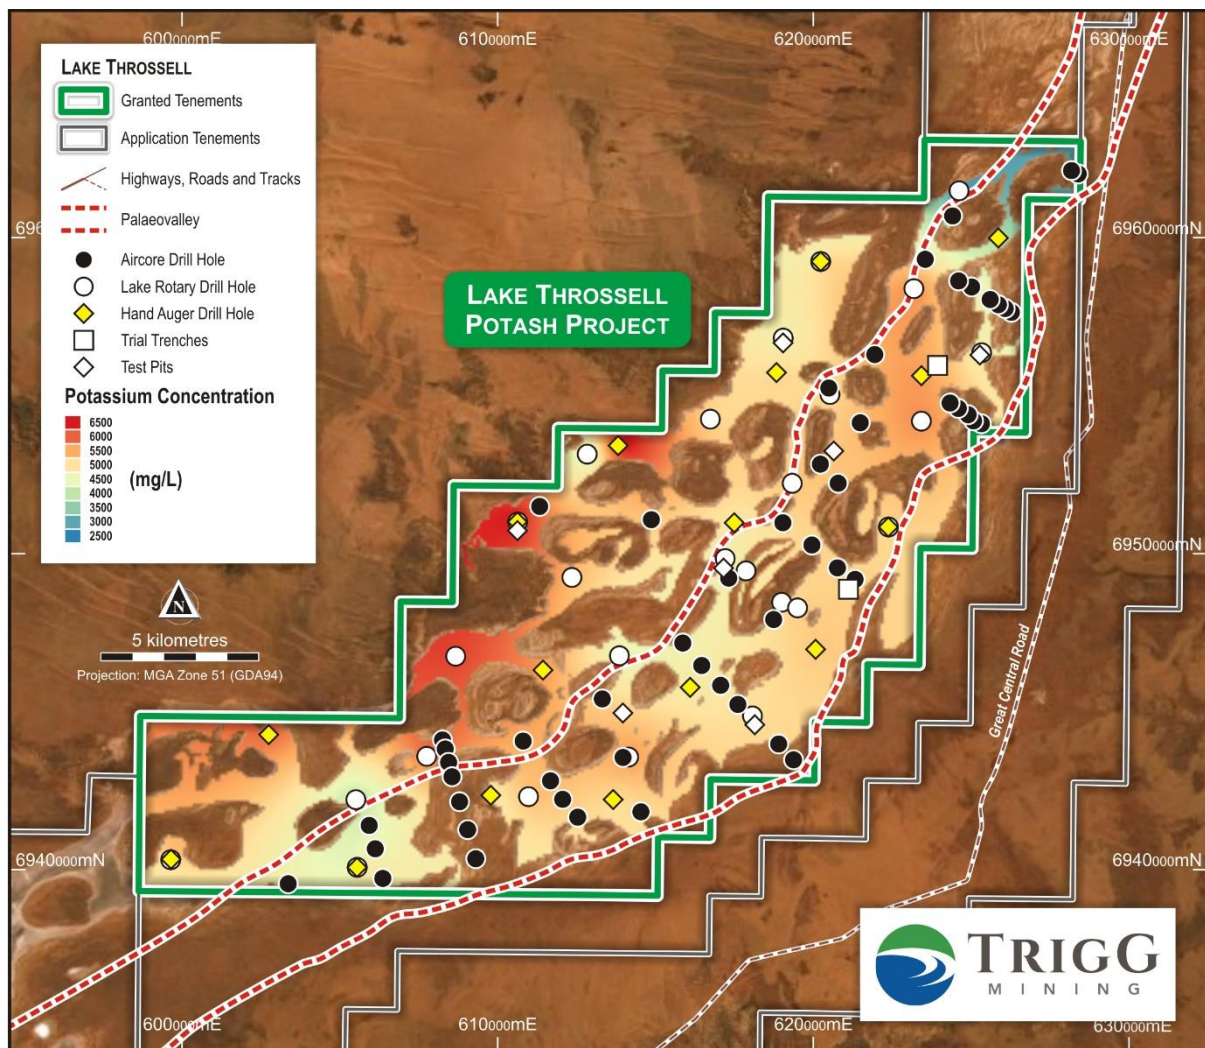 600000mE
610000mE
620000mE
630000mE
LAKE THROSSELL
Granted Tenements
Application Tenements
Highways, Roads and Tracks
Palaeovalley
Aircore Drill Hole
Lake Rotary Drill Hole
Hand Auger Drill Hole
Trial Trenches
Test Pits
Potassium Concentration
6500
6000
5500
5000
4500
4000
3500
3000
2500
(mg/L)
696
6960000mN
LAKE THROSSELL
POTASH PROJECT
6950000mN
N
5 kilometres
Projection: MGA Zone 51 (GDA94)
Great Central Road
6940000mN
6940000mN
TRIGG
MINING
600000mE
610000mE
620000mE
630000mE